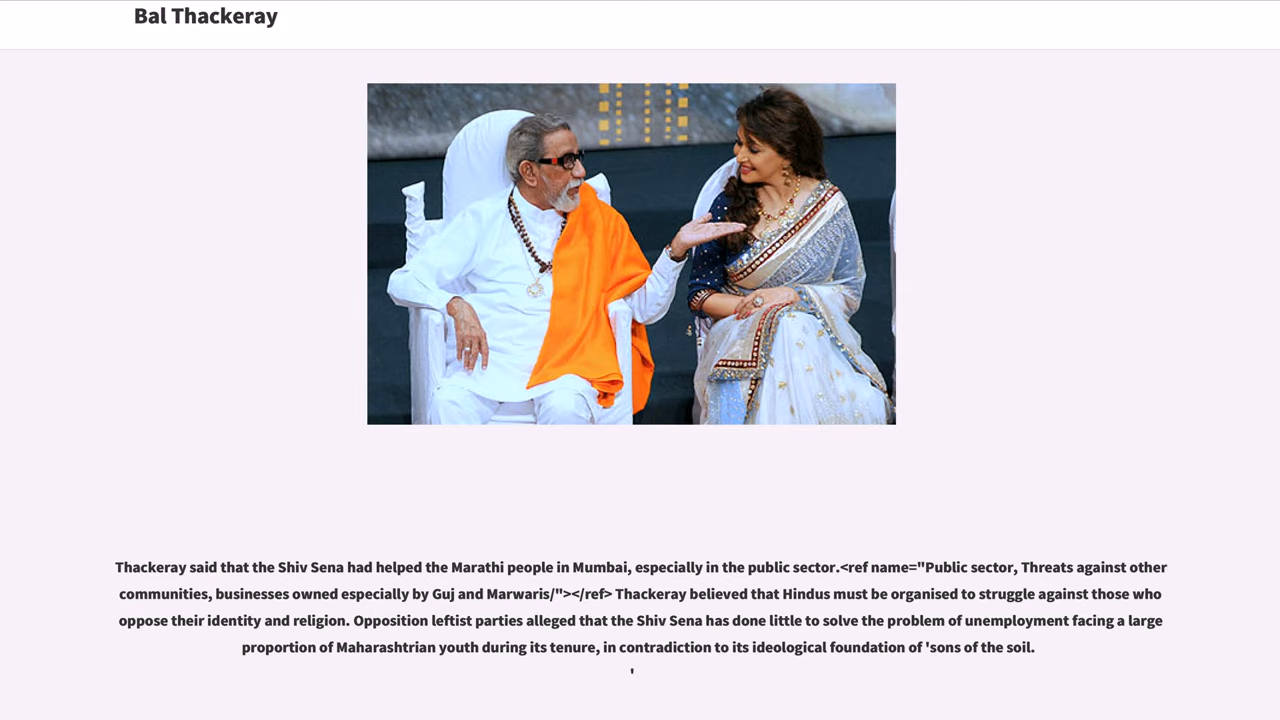 Bal Thackeray
Thackeray said that the Shiv Sena had helped the Marathi people in Mumbai, especially in the public sector.<ref name="Public sector, Threats against other
communities, businesses owned especially by Guj and Marwaris/"></ref> Thackeray believed that Hindus must be organised to struggle against those who
oppose their identity and religion. Opposition leftist parties alleged that the Shiv Sena has done little to solve the problem of unemployment facing a large
proportion of Maharashtrian youth during its tenure, in contradiction to its ideological foundation of 'sons of the soil.
'